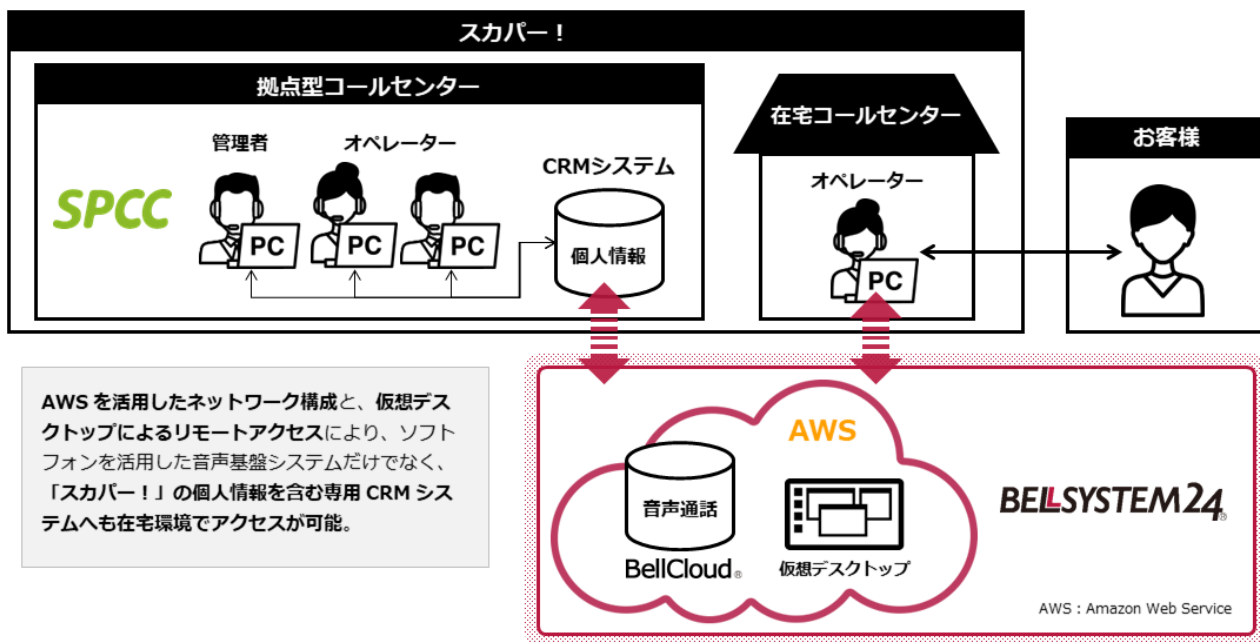 スカパー！
拠点型コールセンター
管理者
オペレーター
CRMシステム
SPCC
PC
PC
PC
個人情報
在宅コールセンター
オペレーター
PC
お客様
AWS を活用したネットワーク構成と、仮想デス
クトップによるリモートアクセスにより、ソフト
フォンを活用した音声基盤システムだけでなく、
「スカパー！」の個人情報を含む専用 CRM シス
テムへも在宅環境でアクセスが可能。
AWS
音声通話
BellCloud®
仮想デスクトップ
BELLSYSTEM24®
AWS：Amazon Web Service